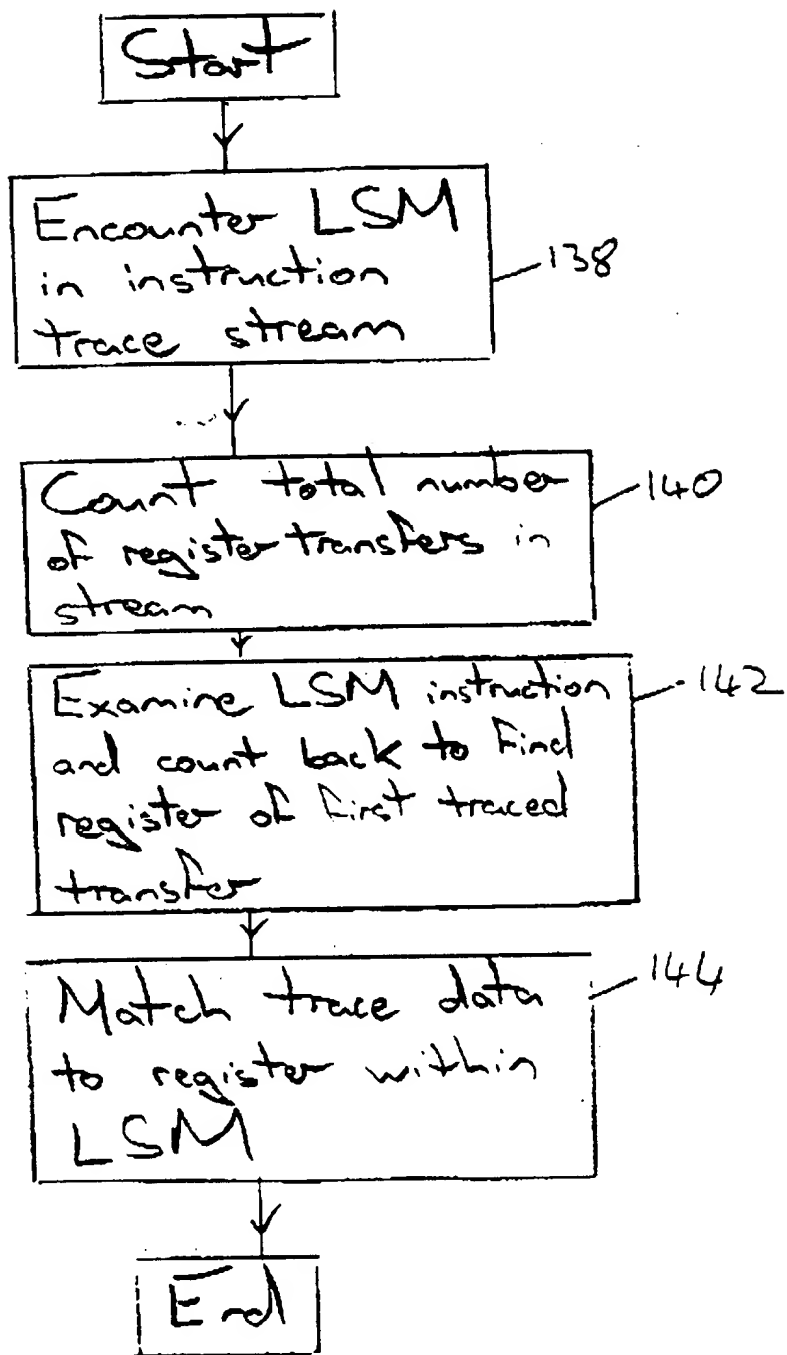 Start
Encounter LSM
in instruction
trace stream
138
Count total number
of register transfers in
stream
140
Examine LSM instruction
and count back to find
register of first traced
transfer
142
Match trace data
to register within
LSM
144
End